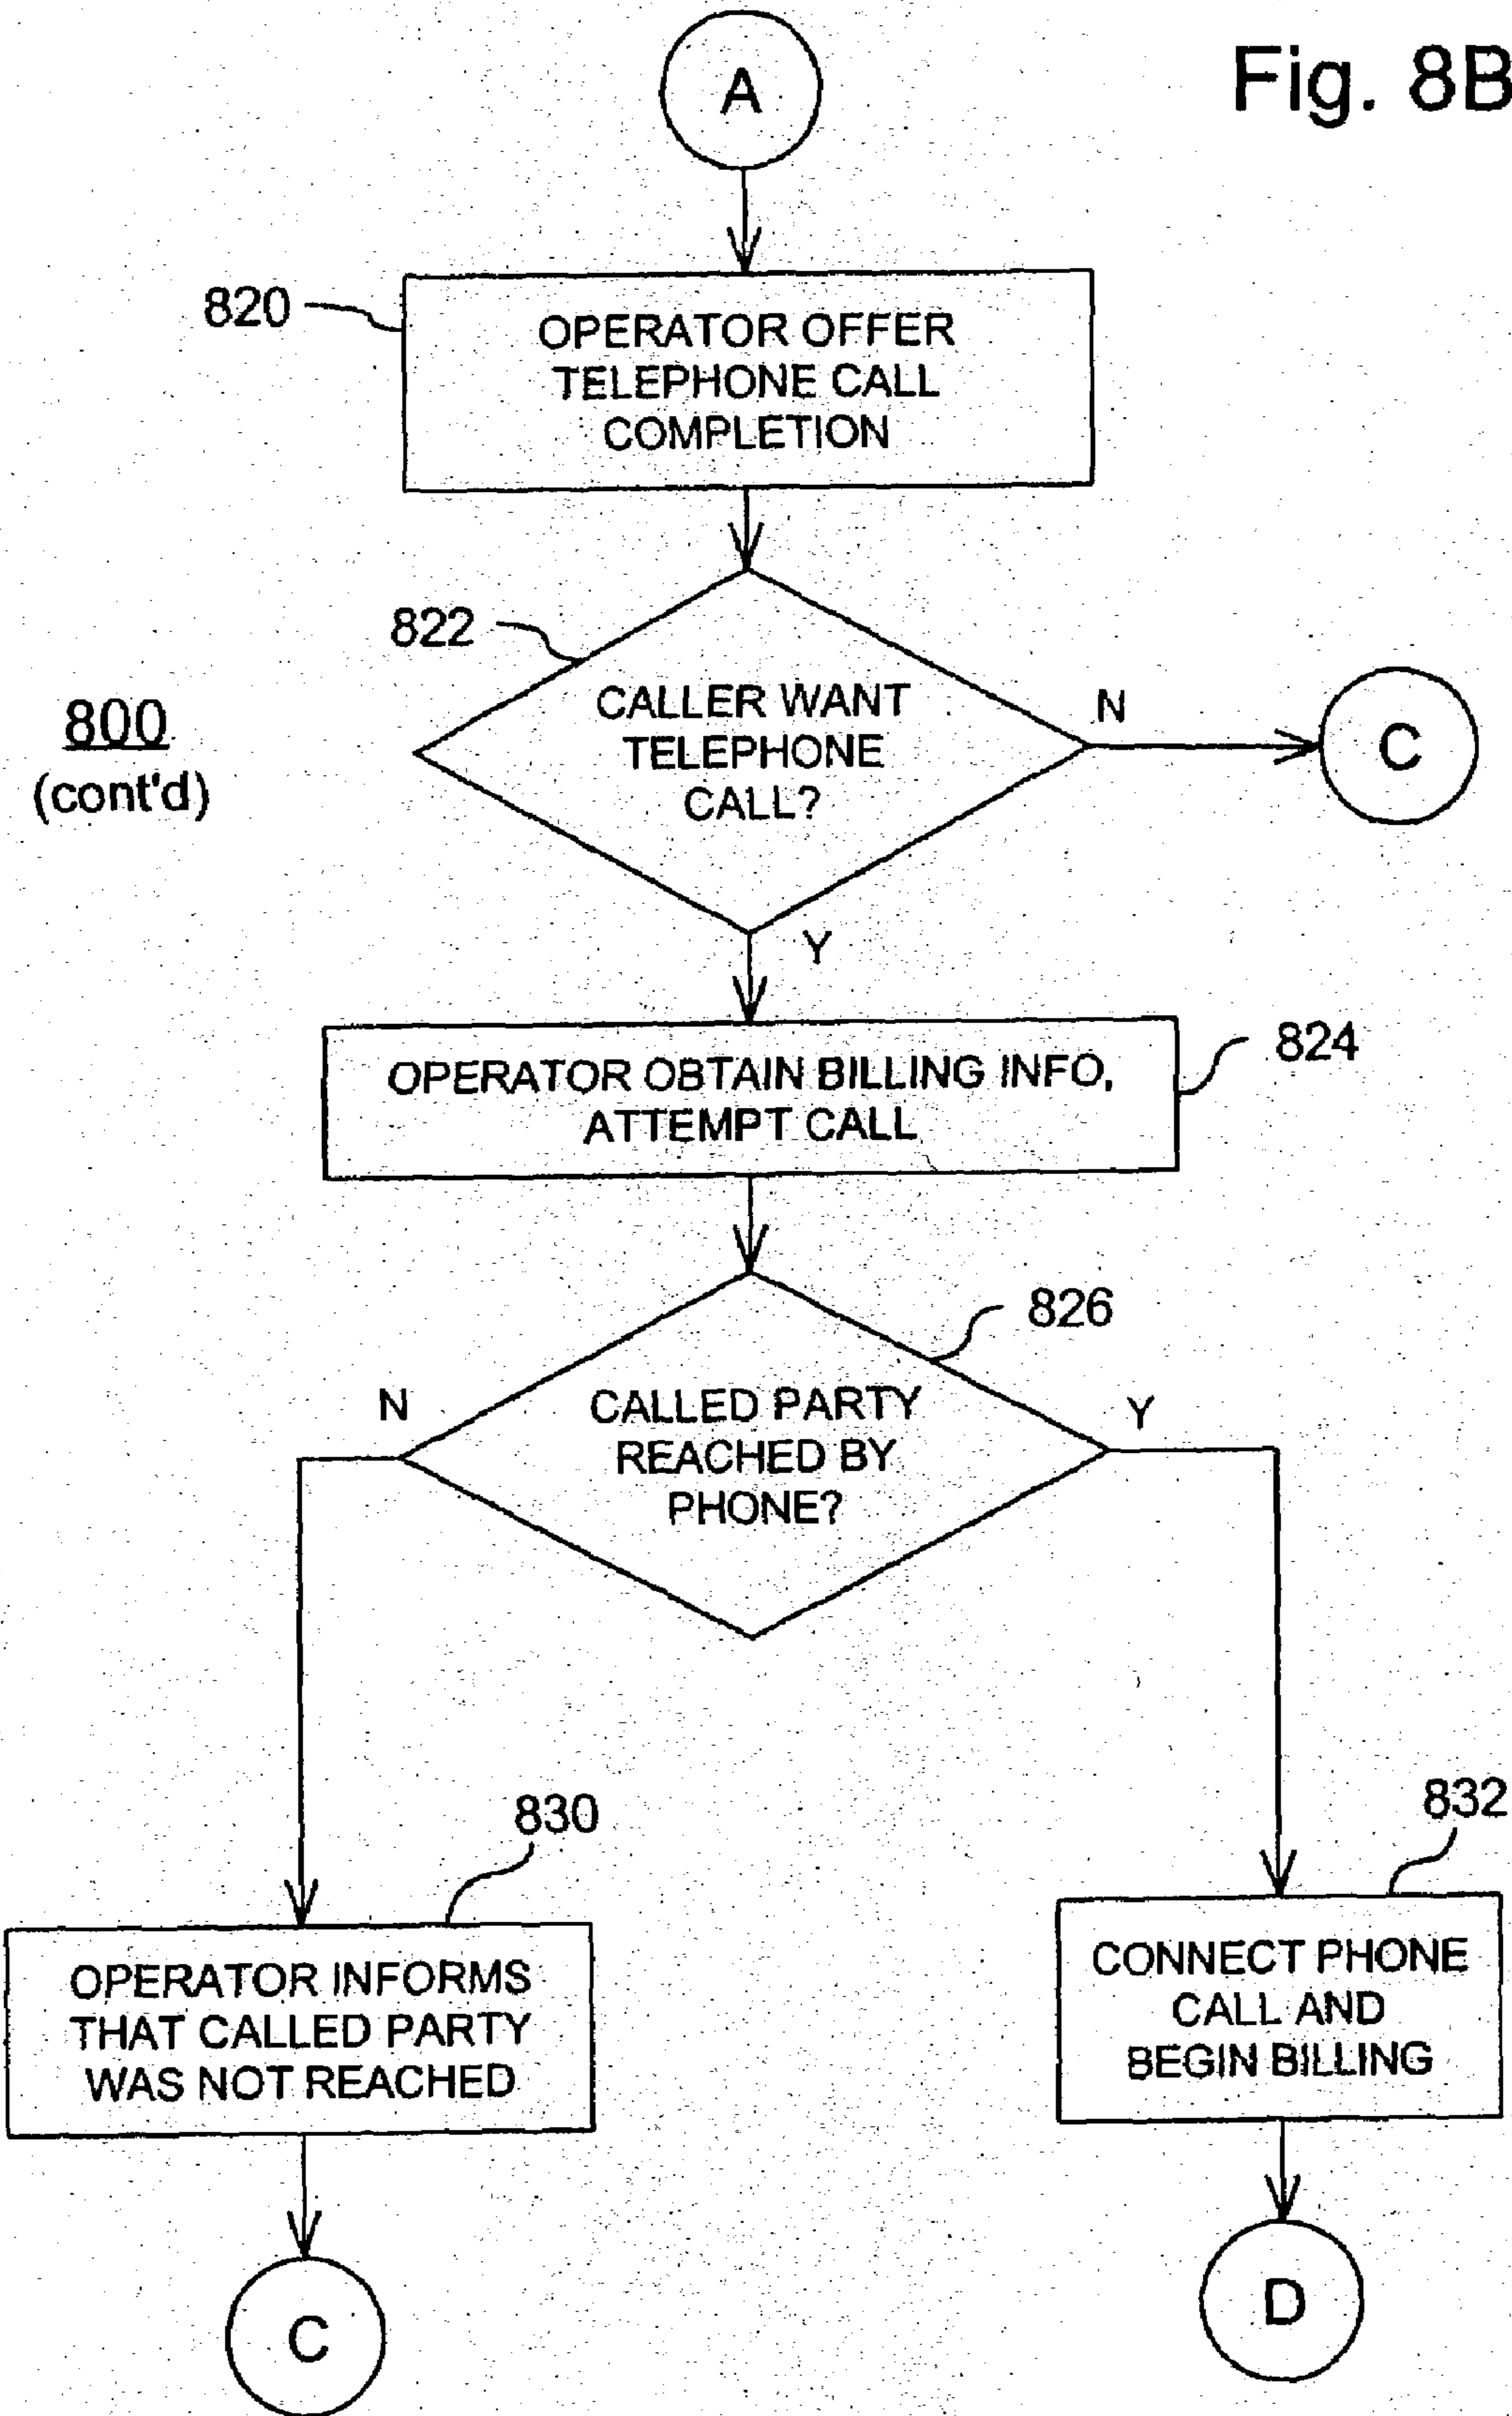 Fig. 8B
A
820
OPERATOR OFFER
TELEPHONE CALL
COMPLETION
822
CALLER WANT
TELEPHONE
CALL?
N
C
800
(cont'd)
Y
OPERATOR OBTAIN BILLING INFO,
ATTEMPT CALL
824
826
N
CALLED PARTY
REACHED BY
PHONE?
Y
830
832
OPERATOR INFORMS
THAT CALLED PARTY
WAS NOT REACHED
CONNECT PHONE
CALL AND
BEGIN BILLING
C
D